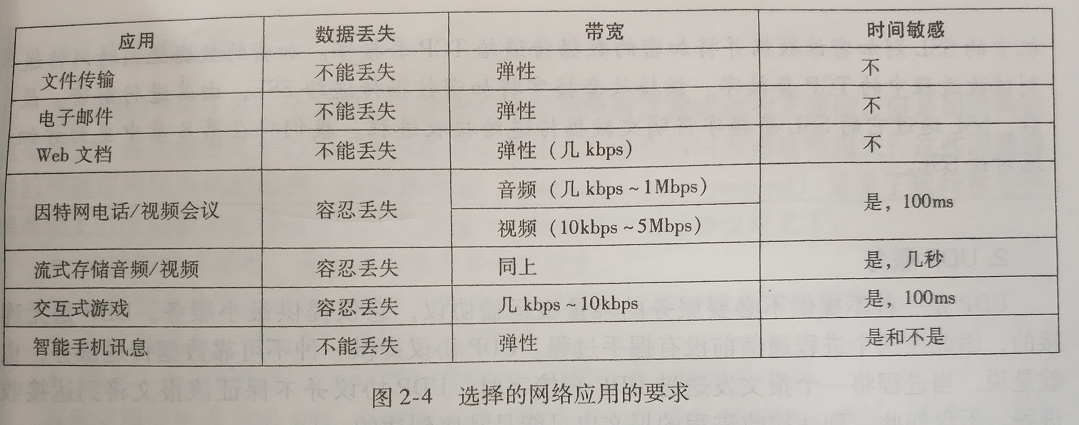 应用 数据丢失 带宽 时间敏感
文件传输 不能丢失 弹性 不
电子邮件 不能丢失 弹性 不
Web 文档 不能丢失 弹性（几 kbps） 不
因特网电话/视频会议 容忍丢失 音频（几 kbps ~ 1Mbps） 是，100ms
视频（10kbps ~ 5Mbps）
流式存储音频/视频 容忍丢失 同上 是，几秒
交互式游戏 容忍丢失 几 kbps ~ 10kbps 是，100ms
智能手机讯息 不能丢失 弹性 是和不是
图 2-4 选择的网络应用的要求